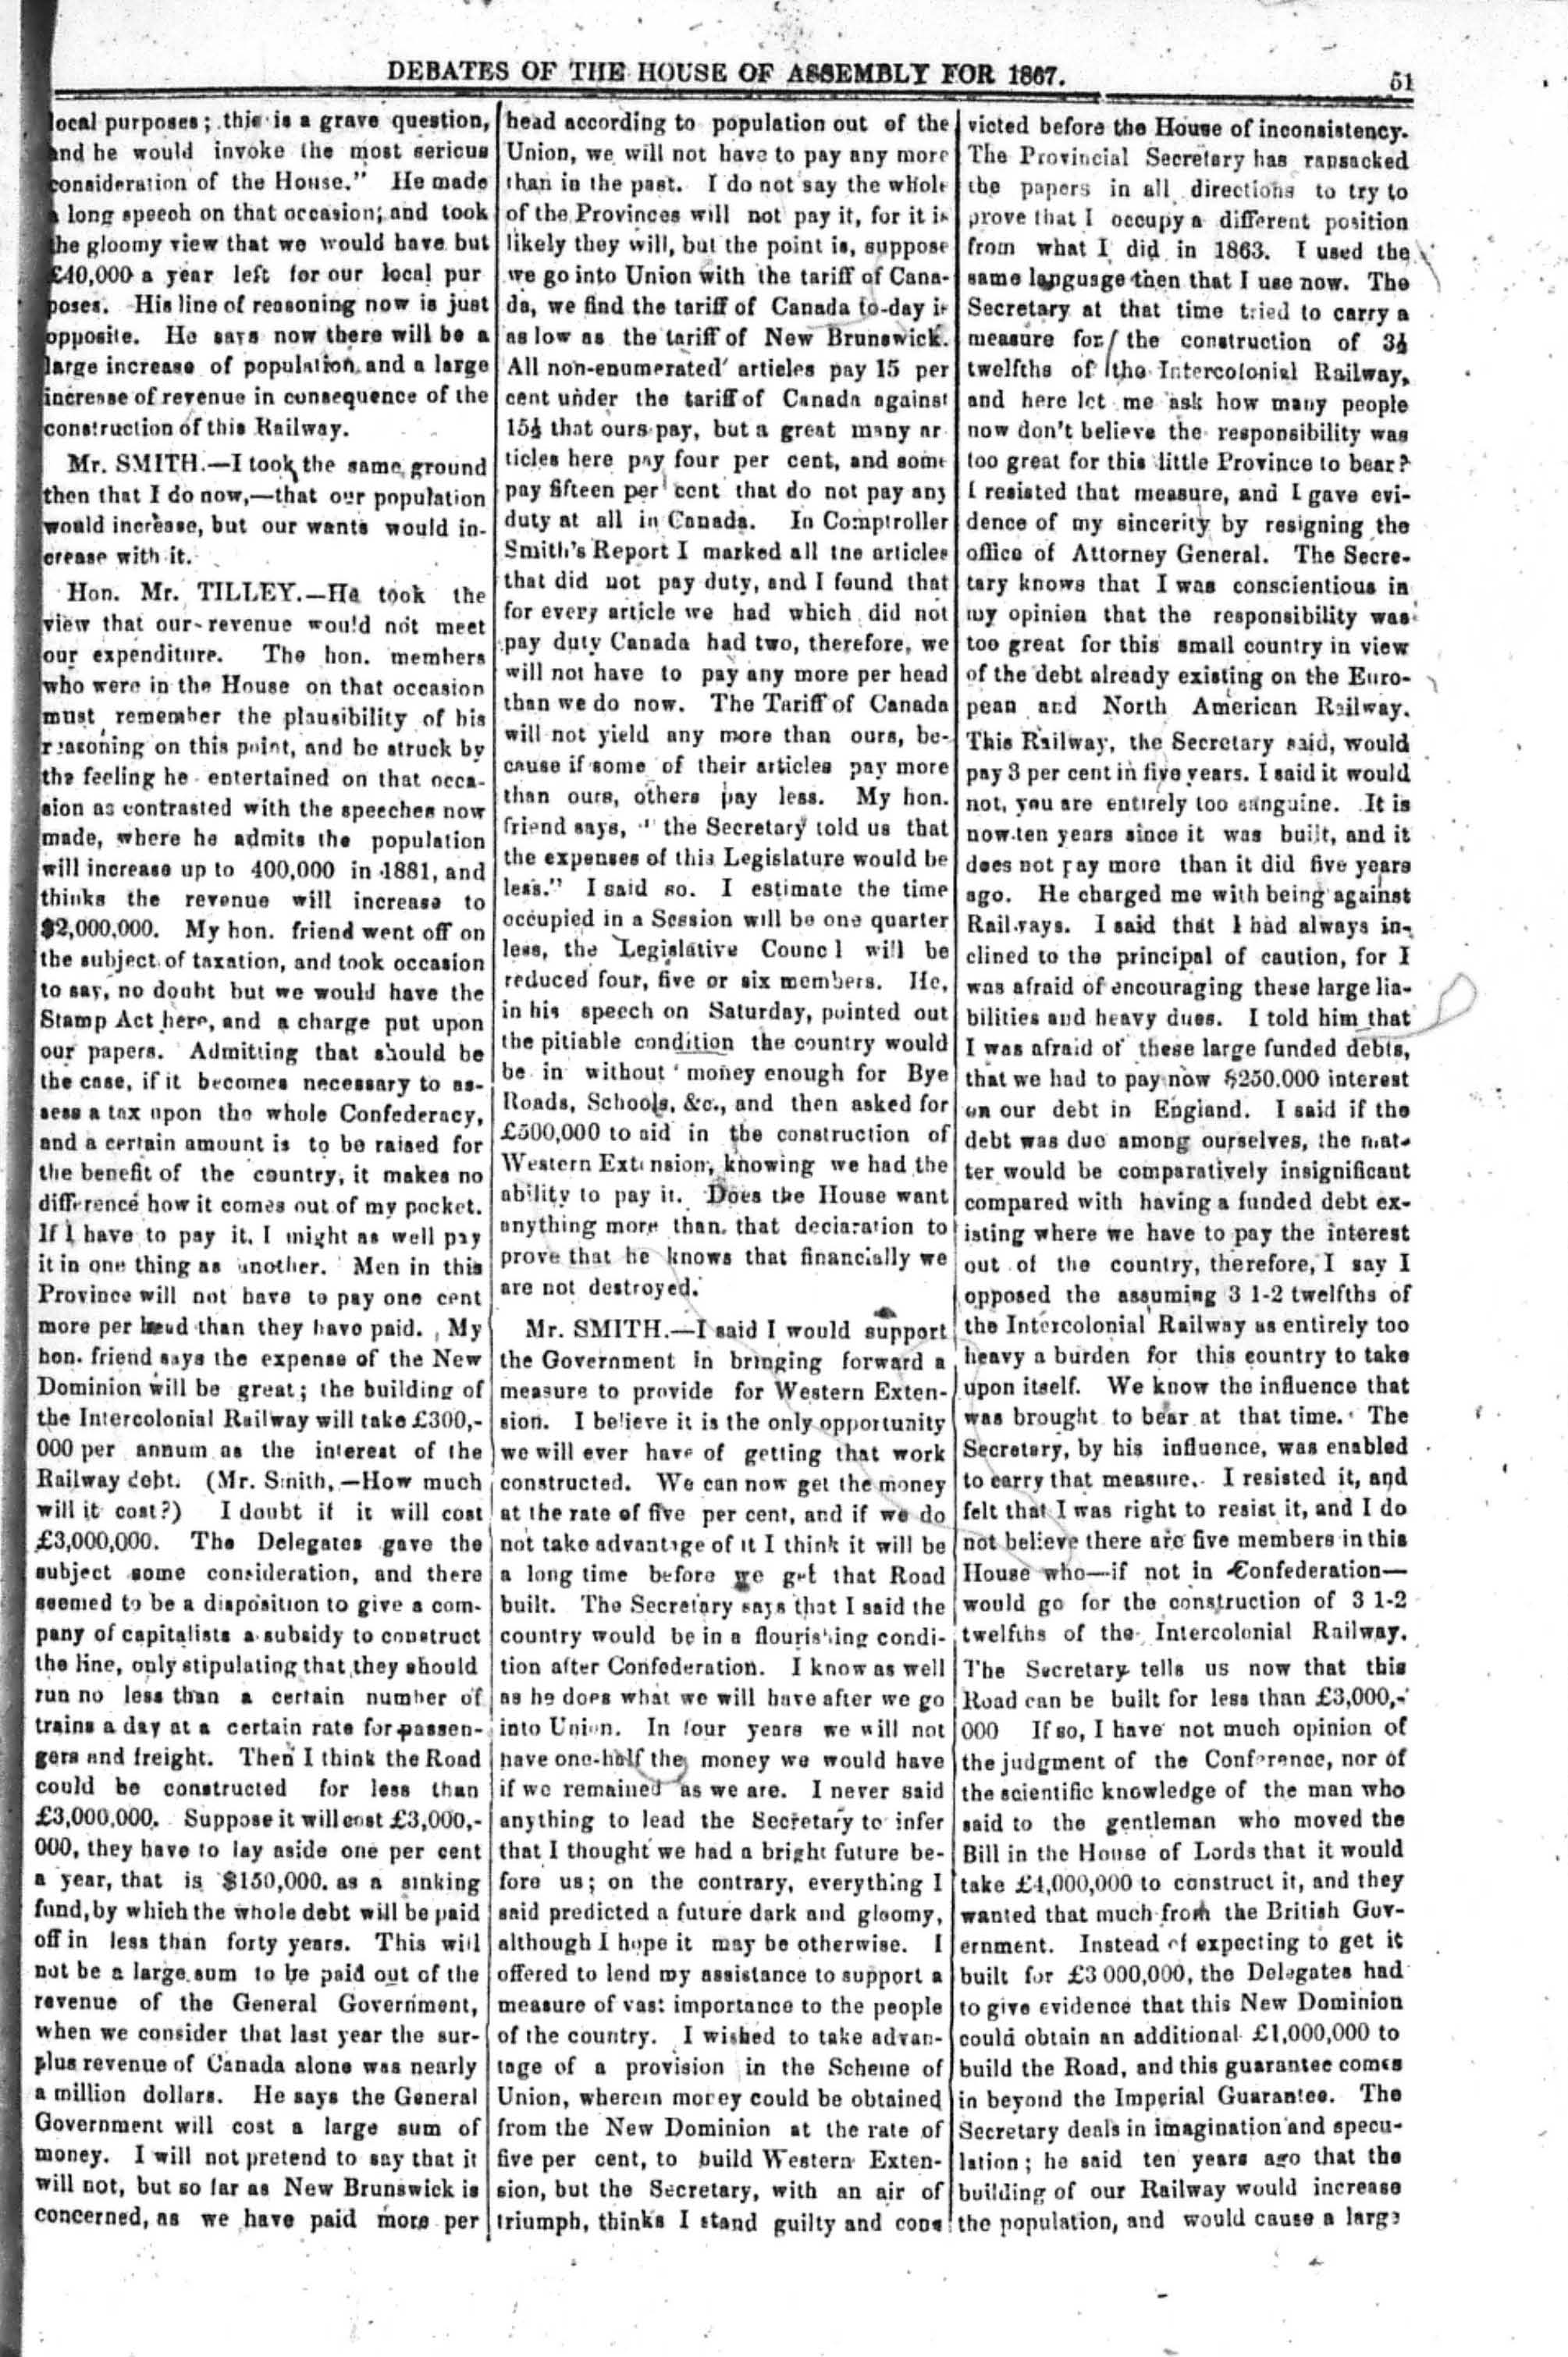 DEBATES OF THE HOUSE OF ASSEMBLY FOR 1867.
51
local purposes; this is a grave question,
and he would invoke the most serious
consideration of the House." He made
a long speech on that occasion; and took
the gloomy view that we would have but
£40,000 a year left for our local pur
poses. His line of reasoning now is just
opposite. He says now there will be a
large increase of population and a large
increase of revenue in consequence of the
construction of this Railway.
Mr. SMITH.—I took the same ground
then that I do now,—that our population
would increase, but our wants would in-
crease with it.
Hon. Mr. TILLEY.—He took the
view that our revenue would not meet
our expenditure. The hon. members
who were in the House on that occasion
must remember the plausibility of his
reasoning on this point, and be struck by
the feeling he entertained on that occa-
sion as contrasted with the speeches now
made, where he admits the population
will increase up to 400,000 in 1881, and
thinks the revenue will increase to
$2,000,000. My hon. friend went off on
the subject of taxation, and took occasion
to say, no doubt but we would have the
Stamp Act here, and a charge put upon
our papers. Admitting that should be
the case, if it becomes necessary to as-
sess a tax upon the whole Confederacy,
and a certain amount is to be raised for
the benefit of the country, it makes no
difference how it comes out of my pocket.
If I have to pay it, I might as well pay
it in one thing as another. Men in this
Province will not have to pay one cent
more per head than they have paid. My
hon. friend says the expense of the New
Dominion will be great; the building of
the Intercolonial Railway will take £300,-
000 per annum as the interest of the
Railway debt. (Mr. Smith,—How much
will it cost?) I doubt if it will cost
£3,000,000. The Delegates gave the
subject some consideration, and there
seemed to be a disposition to give a com-
pany of capitalists a subsidy to construct
the line, only stipulating that they should
run no less than a certain number of
trains a day at a certain rate for passen-
gers and freight. Then I think the Road
could be constructed for less than
£3,000,000. Suppose it will cost £3,000,-
000, they have to lay aside one per cent
a year, that is $150,000, as a sinking
fund, by which the whole debt will be paid
off in less than forty years. This will
not be a large sum to be paid out of the
revenue of the General Government,
when we consider that last year the sur-
plus revenue of Canada alone was nearly
a million dollars. He says the General
Government will cost a large sum of
money. I will not pretend to say that it
will not, but so far as New Brunswick is
concerned, as we have paid more per
head according to population out of the
Union, we will not have to pay any more
than in the past. I do not say the whole
of the Provinces will not pay it, for it is
likely they will, but the point is, suppose
we go into Union with the tariff of Cana-
da, we find the tariff of Canada to-day is
as low as the tariff of New Brunswick.
All non-enumerated articles pay 15 per
cent under the tariff of Canada against
15½ that ours pay, but a great many ar
ticles here pay four per cent, and some
pay fifteen per cent that do not pay any
duty at all in Canada. In Comptroller
Smith's Report I marked all the articles
that did not pay duty, and I found that
for every article we had which did not
pay duty Canada had two, therefore, we
will not have to pay any more per head
than we do now. The Tariff of Canada
will not yield any more than ours, be-
cause if some of their articles pay more
than ours, others pay less. My hon.
friend says, "the Secretary told us that
the expenses of this Legislature would be
less." I said so. I estimate the time
occupied in a Session will be one quarter
less, the Legislative Council will be
reduced four, five or six members. He,
in his speech on Saturday, pointed out
the pitiable condition the country would
be in without money enough for Bye
Roads, Schools, &c., and then asked for
£500,000 to aid in the construction of
Western Extension, knowing we had the
ability to pay it. Does the House want
anything more than that declaration to
prove that he knows that financially we
are not destroyed.
Mr. SMITH.—I said I would support
the Government in bringing forward a
measure to provide for Western Exten-
sion. I believe it is the only opportunity
we will ever have of getting that work
constructed. We can now get the money
at the rate of five per cent, and if we do
not take advantage of it I think it will be
a long time before we get that Road
built. The Secretary says that I said the
country would be in a flourishing condi-
tion after Confederation. I know as well
as he does what we will have after we go
into Union. In four years we will not
have one-half the money we would have
if we remained as we are. I never said
anything to lead the Secretary to infer
that I thought we had a bright future be-
fore us; on the contrary, everything I
said predicted a future dark and gloomy,
although I hope it may be otherwise. I
offered to lend my assistance to support a
measure of vast importance to the people
of the country. I wished to take advan-
tage of a provision in the Scheme of
Union, wherein money could be obtained
from the New Dominion at the rate of
five per cent, to build Western Exten-
sion, but the Secretary, with an air of
triumph, thinks I stand guilty and con-
victed before the House of inconsistency.
The Provincial Secretary has ransacked
the papers in all directions to try to
prove that I occupy a different position
from what I did in 1863. I used the
same language then that I use now. The
Secretary at that time tried to carry a
measure for the construction of 3½
twelfths of the Intercolonial Railway,
and here let me ask how many people
now don't believe the responsibility was
too great for this little Province to bear?
I resisted that measure, and I gave evi-
dence of my sincerity by resigning the
office of Attorney General. The Secre-
tary knows that I was conscientious in
my opinion that the responsibility was
too great for this small country in view
of the debt already existing on the Euro-
pean and North American Railway.
This Railway, the Secretary said, would
pay 3 per cent in five years. I said it would
not, you are entirely too sanguine. It is
now ten years since it was built, and it
does not pay more than it did five years
ago. He charged me with being against
Railways. I said that I had always in-
clined to the principal of caution, for I
was afraid of encouraging these large lia-
bilities and heavy dues. I told him that
I was afraid of these large funded debts,
that we had to pay now $250.000 interest
on our debt in England. I said if the
debt was due among ourselves, the mat-
ter would be comparatively insignificant
compared with having a funded debt ex-
isting where we have to pay the interest
out of the country, therefore, I say I
opposed the assuming 3 1-2 twelfths of
the Intercolonial Railway as entirely too
heavy a burden for this country to take
upon itself. We know the influence that
was brought to bear at that time. The
Secretary, by his influence, was enabled
to carry that measure. I resisted it, and
felt that I was right to resist it, and I do
not believe there are five members in this
House who—if not in Confederation—
would go for the construction of 3 1-2
twelfths of the Intercolonial Railway.
The Secretary tells us now that this
Road can be built for less than £3,000,-
000 If so, I have not much opinion of
the judgment of the Conference, nor of
the scientific knowledge of the man who
said to the gentleman who moved the
Bill in the House of Lords that it would
take £4,000,000 to construct it, and they
wanted that much from the British Gov-
ernment. Instead of expecting to get it
built for £3 000,000, the Delegates had
to give evidence that this New Dominion
could obtain an additional £1,000,000 to
build the Road, and this guarantee comes
in beyond the Imperial Guarantee. The
Secretary deals in imagination and specu-
lation; he said ten years ago that the
building of our Railway would increase
the population, and would cause a large